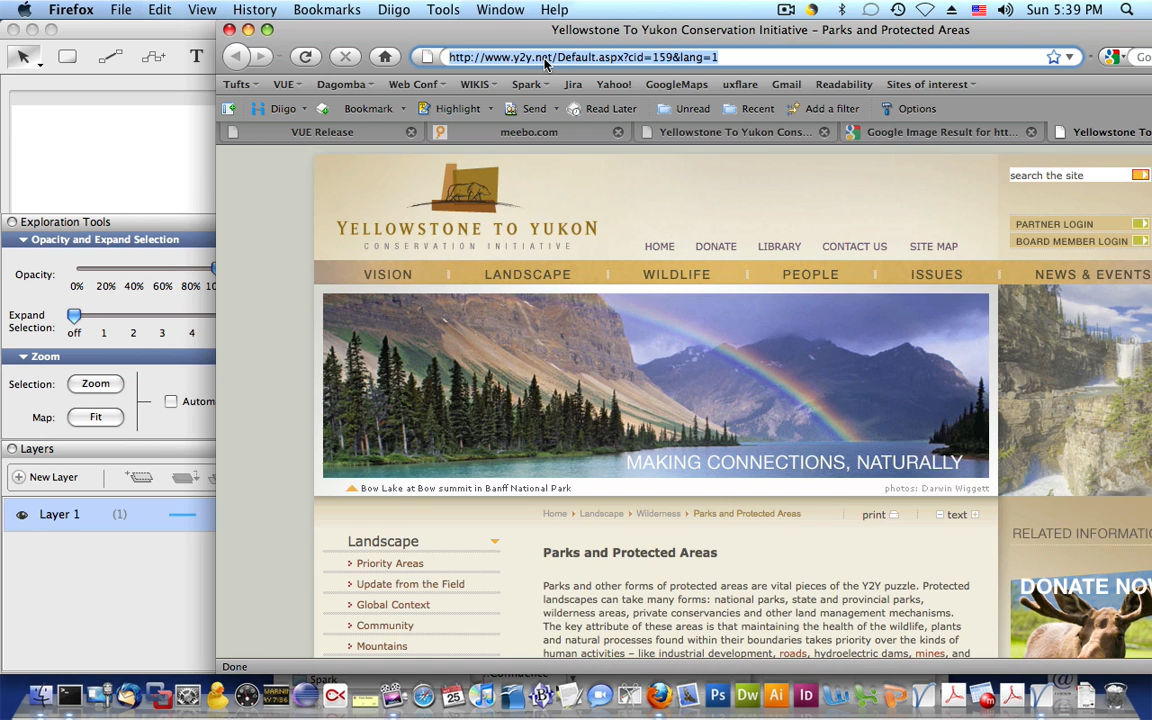 Firefox File Edit View History Bookmarks Diigo Tools Window Help Sun 5:39 PM
Yellowstone To Yukon Conservation Initiative – Parks and Protected Areas
http://www.y2y.net/Default.aspx?cid=159&lang=1
Go
Tufts VUE Dagomba Web Conf WIKIS Spark Jira Yahoo! GoogleMaps uxflare Gmail Readability Sites of interest
Diigo Bookmark Highlight Send Read Later Unread Recent Add a filter Options
VUE Release meebo.com Yellowstone To Yukon Cons... Google Image Result for htt... Yellowstone To
T
search the site
YELLOWSTONE TO YUKON
CONSERVATION INITIATIVE
HOME DONATE LIBRARY CONTACT US SITE MAP
PARTNER LOGIN
BOARD MEMBER LOGIN
VISION LANDSCAPE WILDLIFE PEOPLE ISSUES NEWS & EVENTS
Exploration Tools
Opacity and Expand Selection
Opacity:
0% 20% 40% 60% 80% 10
Expand
Selection:
off 1 2 3 4
Zoom
Selection: Zoom
Map: Fit
Autom
Layers
New Layer
Layer 1 (1)
MAKING CONNECTIONS, NATURALLY
Bow Lake at Bow summit in Banff National Park
photos: Darwin Wiggett
Home Landscape Wilderness Parks and Protected Areas
print text
Landscape
Priority Areas
Update from the Field
Global Context
Community
Mountains
Parks and Protected Areas
Parks and other forms of protected areas are vital pieces of the Y2Y puzzle. Protected
landscapes can take many forms: national parks, state and provincial parks,
wilderness areas, private conservancies and other land management mechanisms.
The key attribute of these areas is that maintaining the health of the wildlife, plants
and natural processes found within their boundaries takes priority over the kinds of
human activities – like industrial development, roads, hydroelectric dams, mines, and
RELATED INFORMATI
DONATE NO
Done
Spark
25
Ps Dw Ai Id